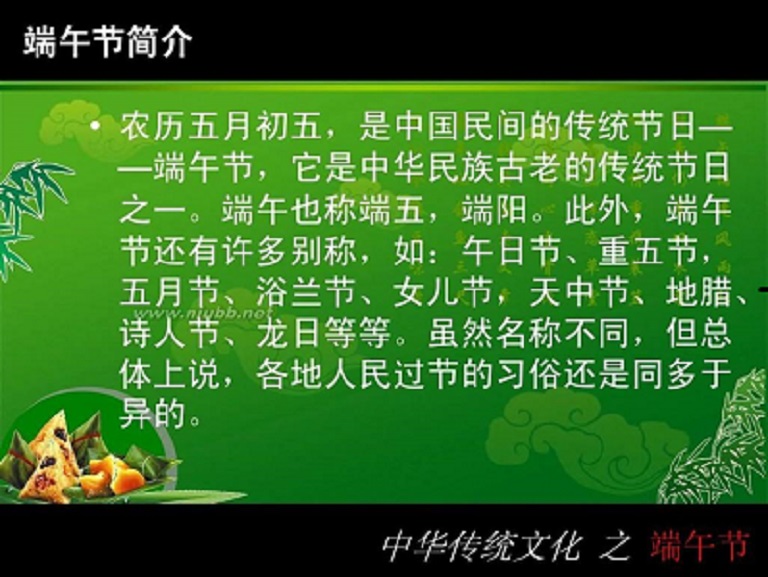 端午节简介
• 农历五月初五，是中国民间的传统节日—
—端午节，它是中华民族古老的传统节日
之一。端午也称端五，端阳。此外，端午
节还有许多别称，如：午日节、重五节，
五月节、浴兰节、女儿节，天中节、地腊、
诗人节、龙日等等。虽然名称不同，但总
体上说，各地人民过节的习俗还是同多于
异的。
www.niubb.net
中华传统文化 之 端午节